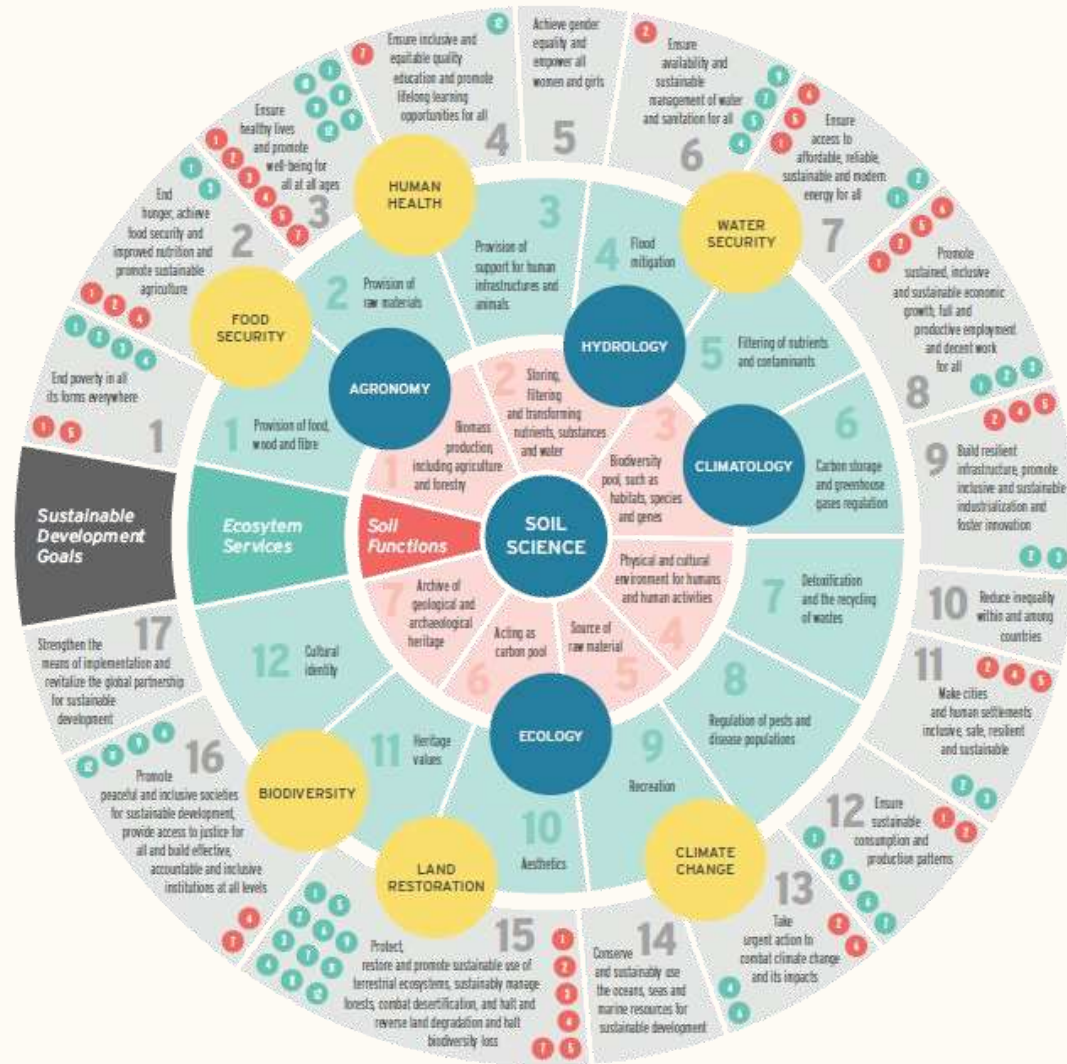 Sustainable
Development
Goals
1
End poverty in all
its forms everywhere
2
End
hunger, achieve
food security and
improved nutrition and
promote sustainable
agriculture
3
Ensure
healthy lives
and promote
well-being for
all at all ages
4
Ensure inclusive and
equitable quality
education and promote
lifelong learning
opportunities for all
5
Achieve gender
equality and
empower all
women and girls
6
Ensure
availability and
sustainable
management of water
and sanitation for all
7
Ensure
access to
affordable, reliable,
sustainable and modern
energy for all
8
Promote
sustained, inclusive
and sustainable economic
growth, full and
productive employment
and decent work
for all
9
Build resilient
infrastructure, promote
inclusive and sustainable
industrialization and
foster innovation
10
Reduce inequality
within and among
countries
11
Make cities
and human settlements
inclusive, safe, resilient
and sustainable
12
Ensure
sustainable
consumption and
production patterns
13
Take
urgent action to
combat climate change
and its impacts
14
Conserve
and sustainably use
the oceans, seas and
marine resources for
sustainable development
15
Protect,
restore and promote sustainable use of
terrestrial ecosystems, sustainably manage
forests, combat desertification, and halt and
reverse land degradation and halt
biodiversity loss
16
Promote
peaceful and inclusive societies
for sustainable development,
provide access to justice for
all and build effective,
accountable and inclusive
institutions at all levels
17
Strengthen the
means of implementation and
revitalize the global partnership
for sustainable
development
FOOD
SECURITY
HUMAN
HEALTH
WATER
SECURITY
CLIMATE
CHANGE
LAND
RESTORATION
BIODIVERSITY
Ecosytem
Services
1
Provision of food,
wood and fibre
2
Provision of
raw materials
3
Provision of
support for human
infrastructures and
animals
4
Flood
mitigation
5
Filtering of nutrients
and contaminants
6
Carbon storage
and greenhouse
gases regulation
7
Detoxification
and the recycling
of wastes
8
Regulation of pests and
disease populations
9
Recreation
10
Aesthetics
11
Heritage
values
12
Cultural
identity
AGRONOMY
HYDROLOGY
CLIMATOLOGY
ECOLOGY
Soil
Functions
1
Biomass
production,
including agriculture
and forestry
2
Storing,
filtering
and transforming
nutrients, substances
and water
3
Biodiversity
pool, such as
habitats, species
and genes
4
Physical and cultural
environment for humans
and human activities
5
Source of
raw material
6
Acting as
carbon pool
7
Archive of
geological and
archaeological
heritage
SOIL
SCIENCE